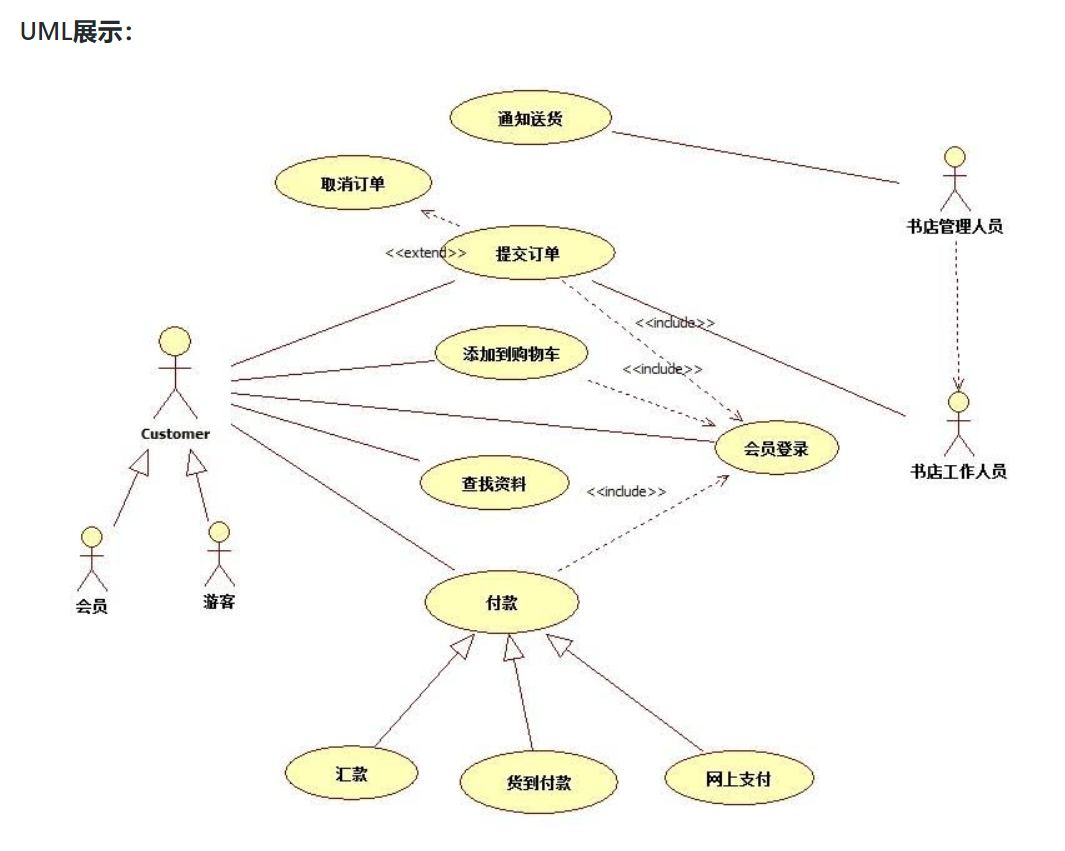 UML展示：
通知送货
取消订单
书店管理人员
<<extend>>
提交订单
<<include>>
添加到购物车
<<include>>
Customer
会员登录
书店工作人员
查找资料
<<include>>
会员
游客
付款
汇款
货到付款
网上支付